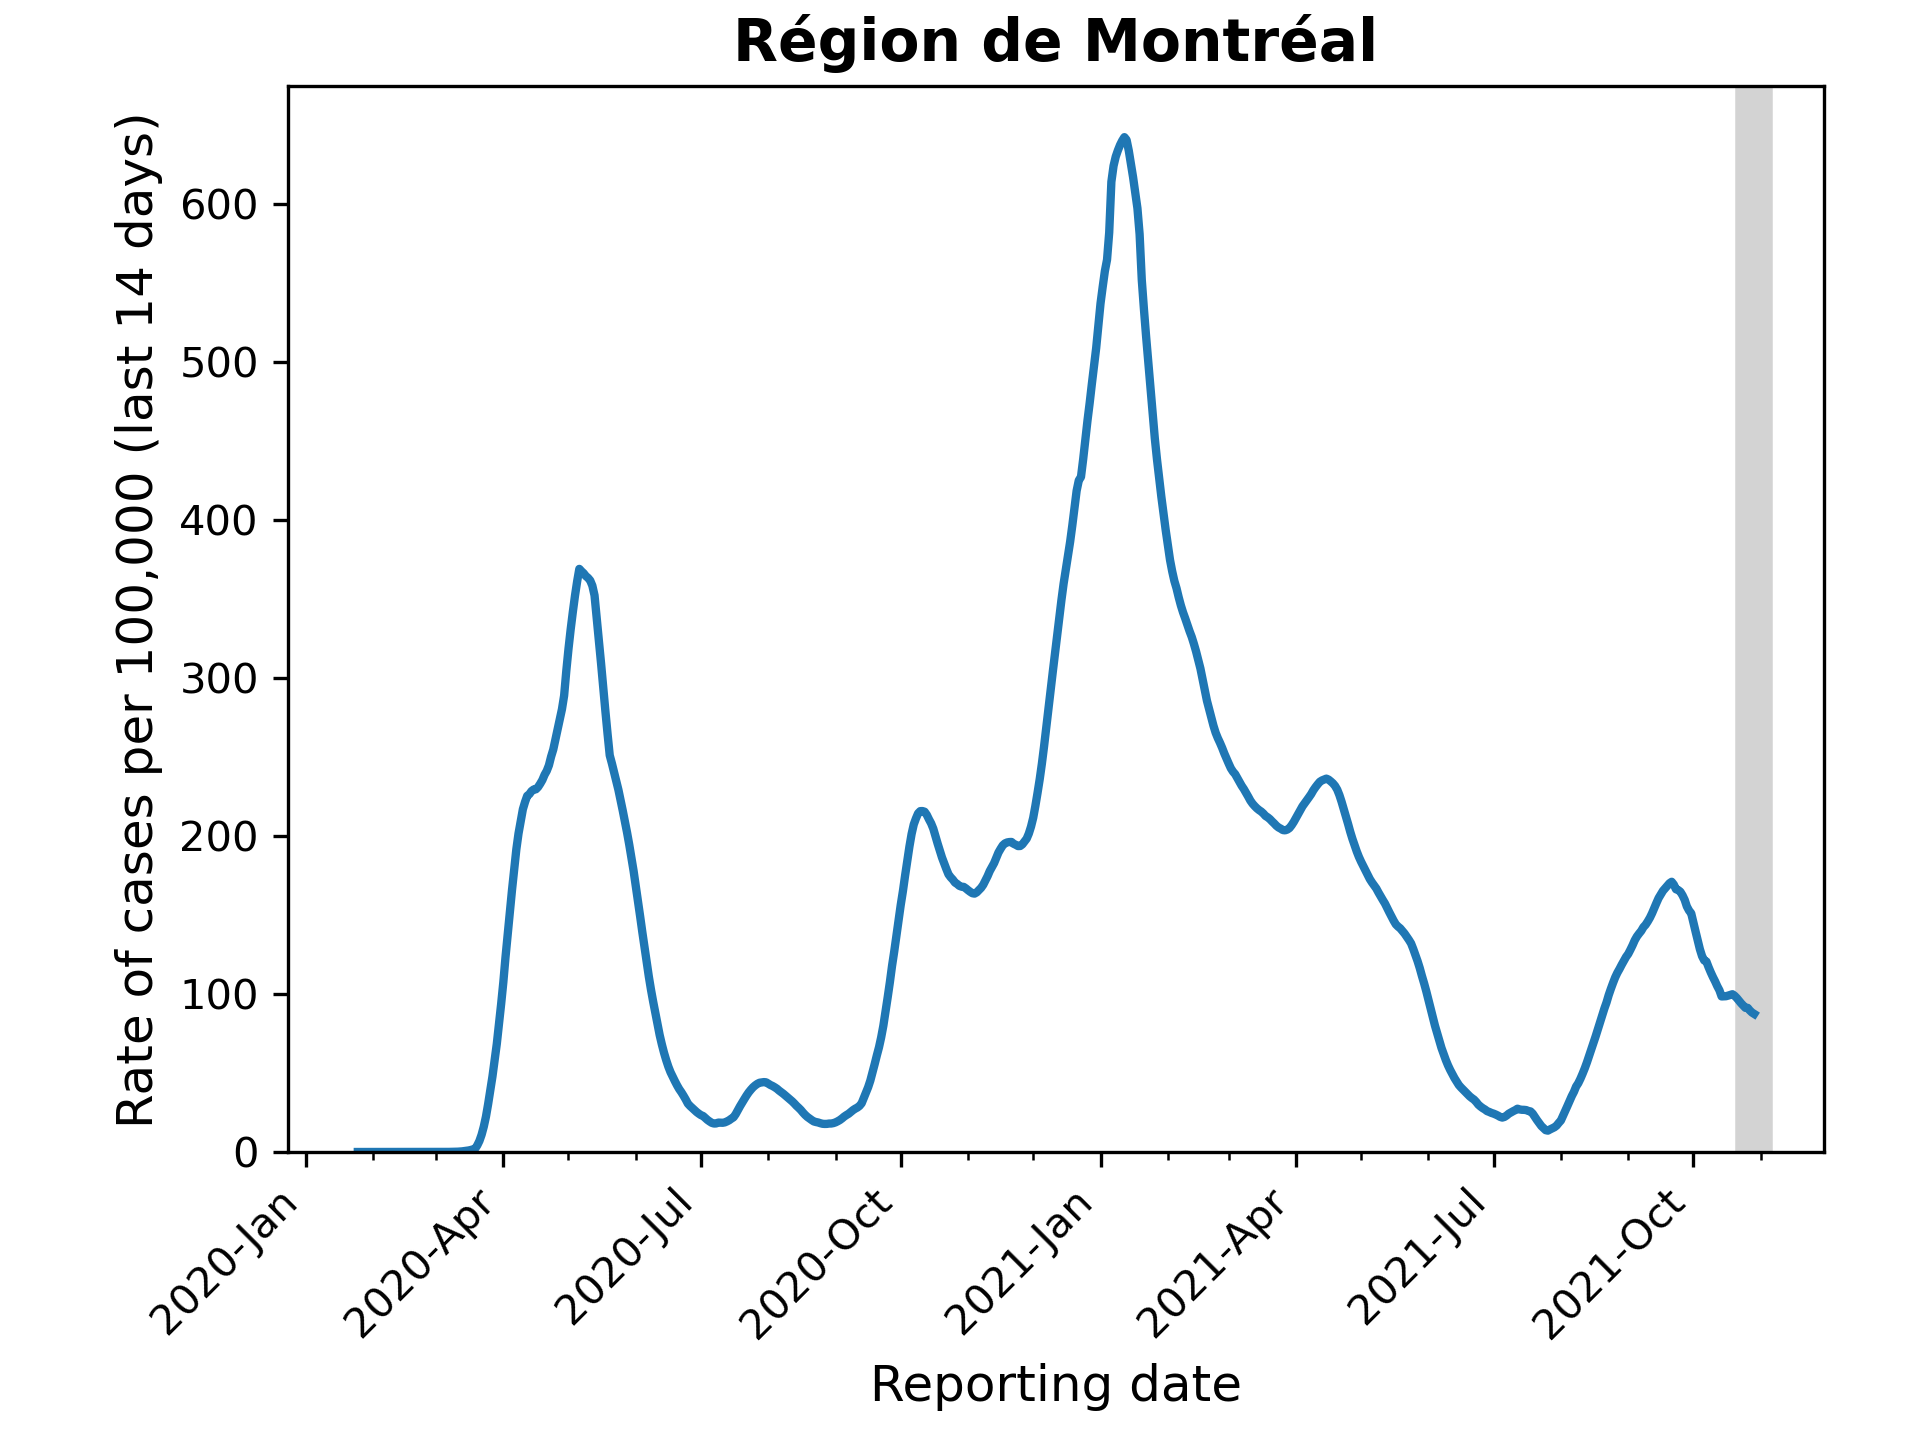 Région de Montréal
Rate of cases per 100,000 (last 14 days)
600
500
400
300
200
100
0
2020-Jan
2020-Apr
2020-Jul
2020-Oct
2021-Jan
2021-Apr
2021-Jul
2021-Oct
Reporting date